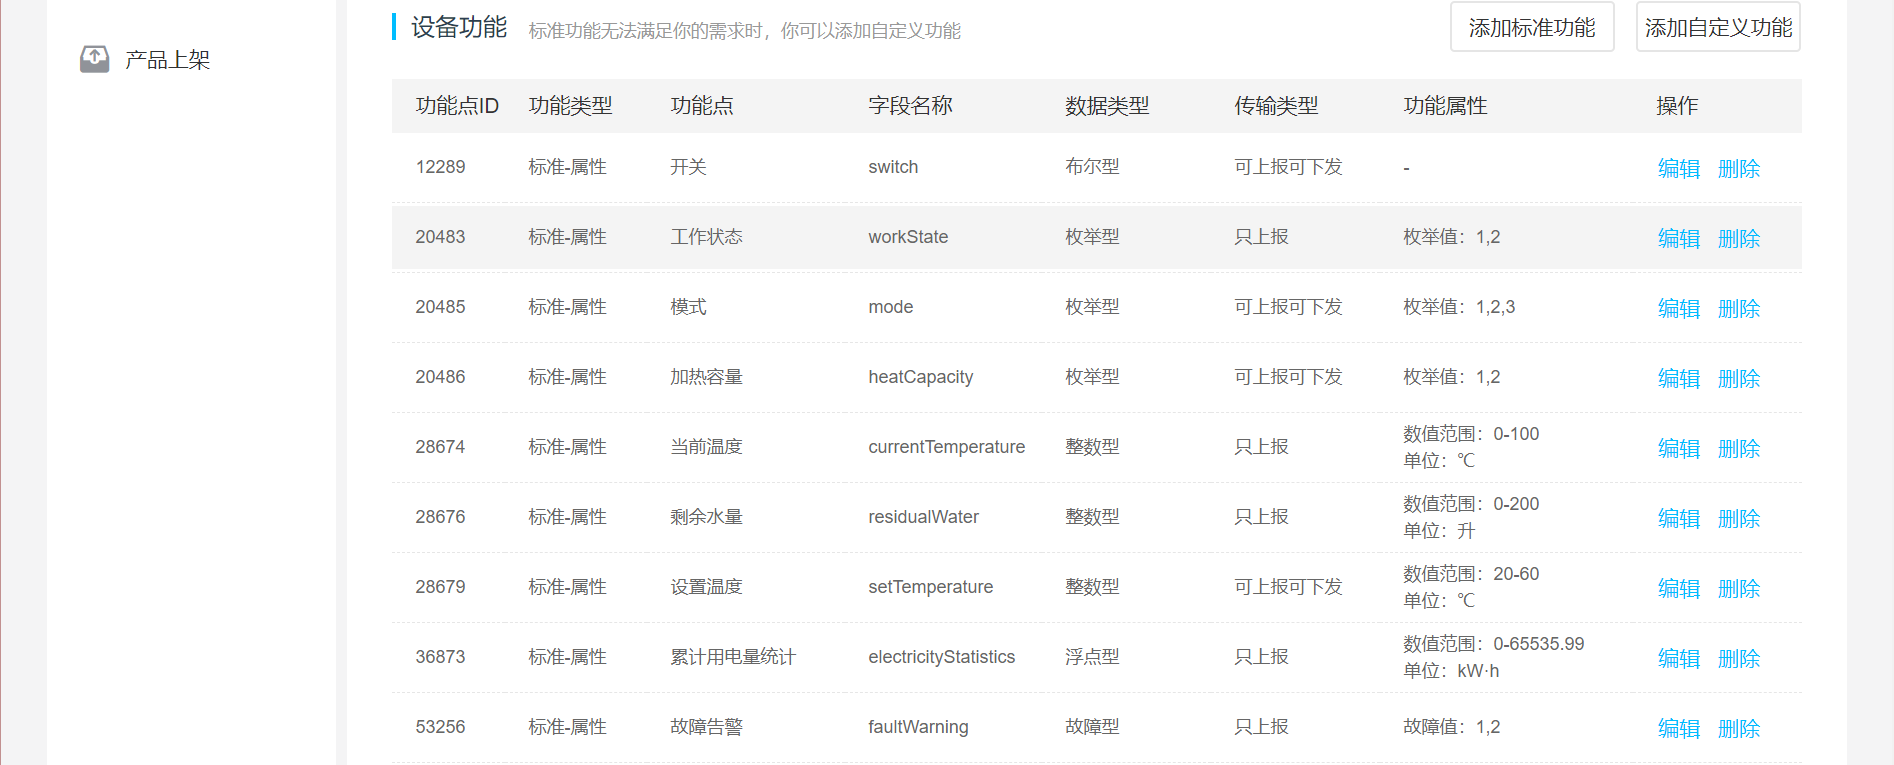 产品上架
设备功能 标准功能无法满足你的需求时，你可以添加自定义功能 添加标准功能 添加自定义功能
功能点ID 功能类型 功能点 字段名称 数据类型 传输类型 功能属性 操作
12289 标准-属性 开关 switch 布尔型 可上报可下发 - 编辑 删除
20483 标准-属性 工作状态 workState 枚举型 只上报 枚举值：1,2 编辑 删除
20485 标准-属性 模式 mode 枚举型 可上报可下发 枚举值：1,2,3 编辑 删除
20486 标准-属性 加热容量 heatCapacity 枚举型 可上报可下发 枚举值：1,2 编辑 删除
28674 标准-属性 当前温度 currentTemperature 整数型 只上报 数值范围：0-100 编辑 删除
单位：℃
28676 标准-属性 剩余水量 residualWater 整数型 只上报 数值范围：0-200 编辑 删除
单位：升
28679 标准-属性 设置温度 setTemperature 整数型 可上报可下发 数值范围：20-60 编辑 删除
单位：℃
36873 标准-属性 累计用电量统计 electricityStatistics 浮点型 只上报 数值范围：0-65535.99 编辑 删除
单位：kW·h
53256 标准-属性 故障告警 faultWarning 故障型 只上报 故障值：1,2 编辑 删除